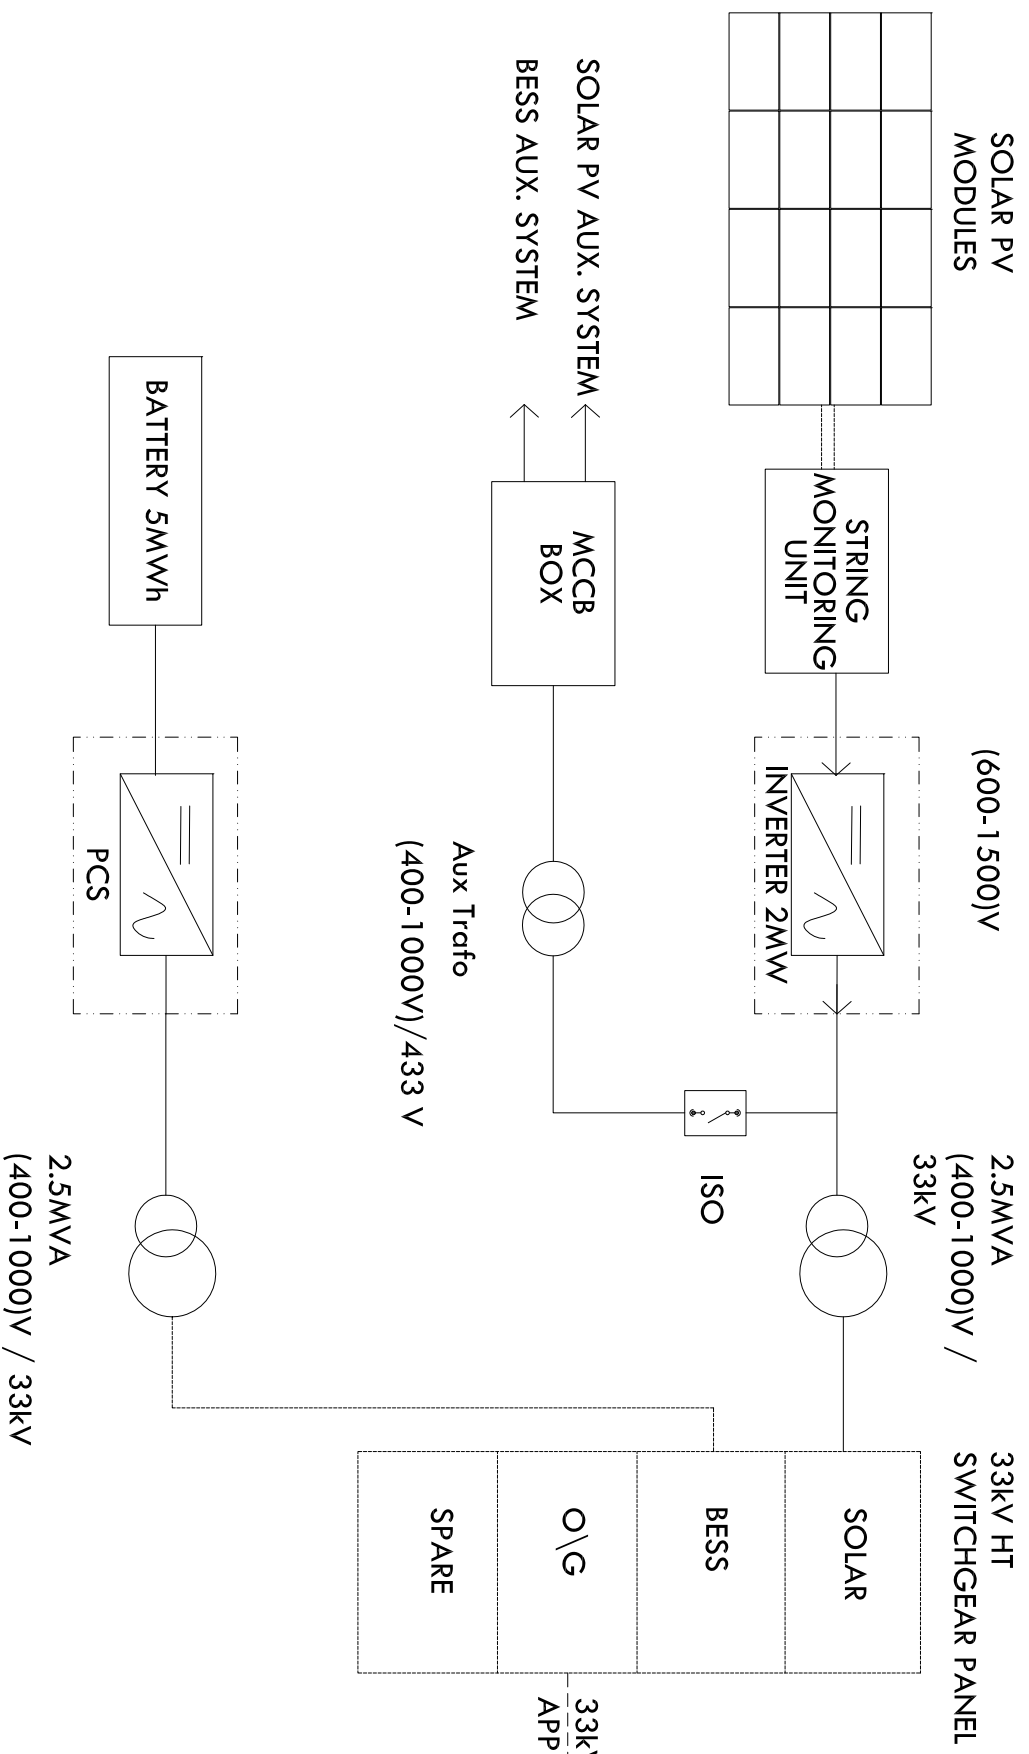 SOLAR PV
MODULES
(600-1500)V
2.5MVA
(400-1000)V /
33kV
33kV HT
SWITCHGEAR PANEL
STRING
MONITORING
UNIT
INVERTER 2MW
ISO
SOLAR
BESS
O\G
SPARE
33kV
APP
SOLAR PV AUX. SYSTEM
BESS AUX. SYSTEM
MCCB
BOX
Aux Trafo
(400-1000V)/433 V
BATTERY 5MWh
PCS
2.5MVA
(400-1000)V / 33kV